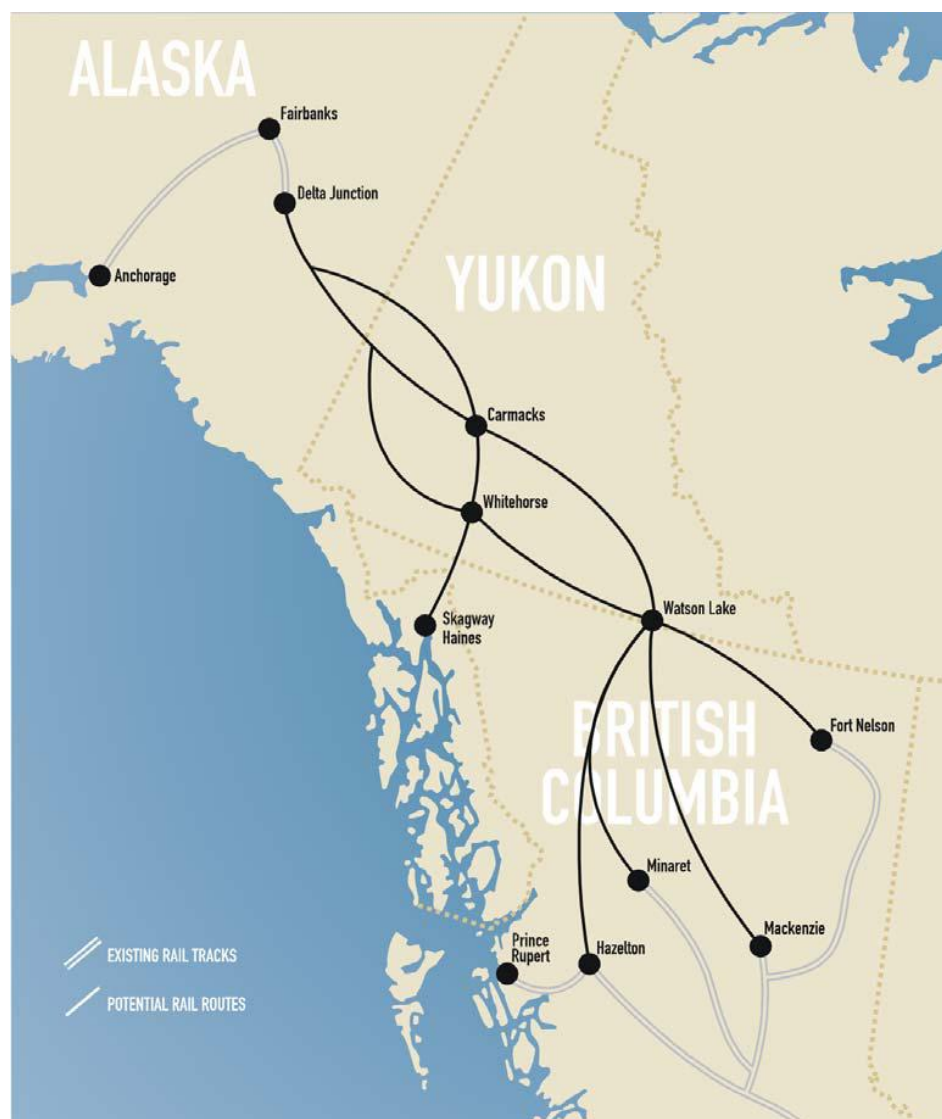 ALASKA
Fairbanks
Delta Junction
Anchorage
YUKON
Carmacks
Whitehorse
Watson Lake
Skagway
Haines
BRITISH
COLUMBIA
Fort Nelson
Minaret
Mackenzie
Prince
Rupert
Hazelton
EXISTING RAIL TRACKS
POTENTIAL RAIL ROUTES